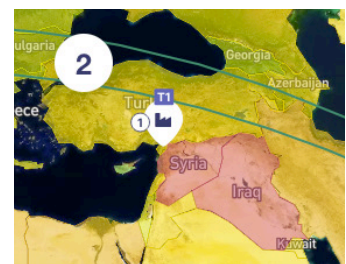 ulgaria
2
Georgia
Azerbaijan
T1
Tur
ece
1
Syria
Iraq
Kuwait